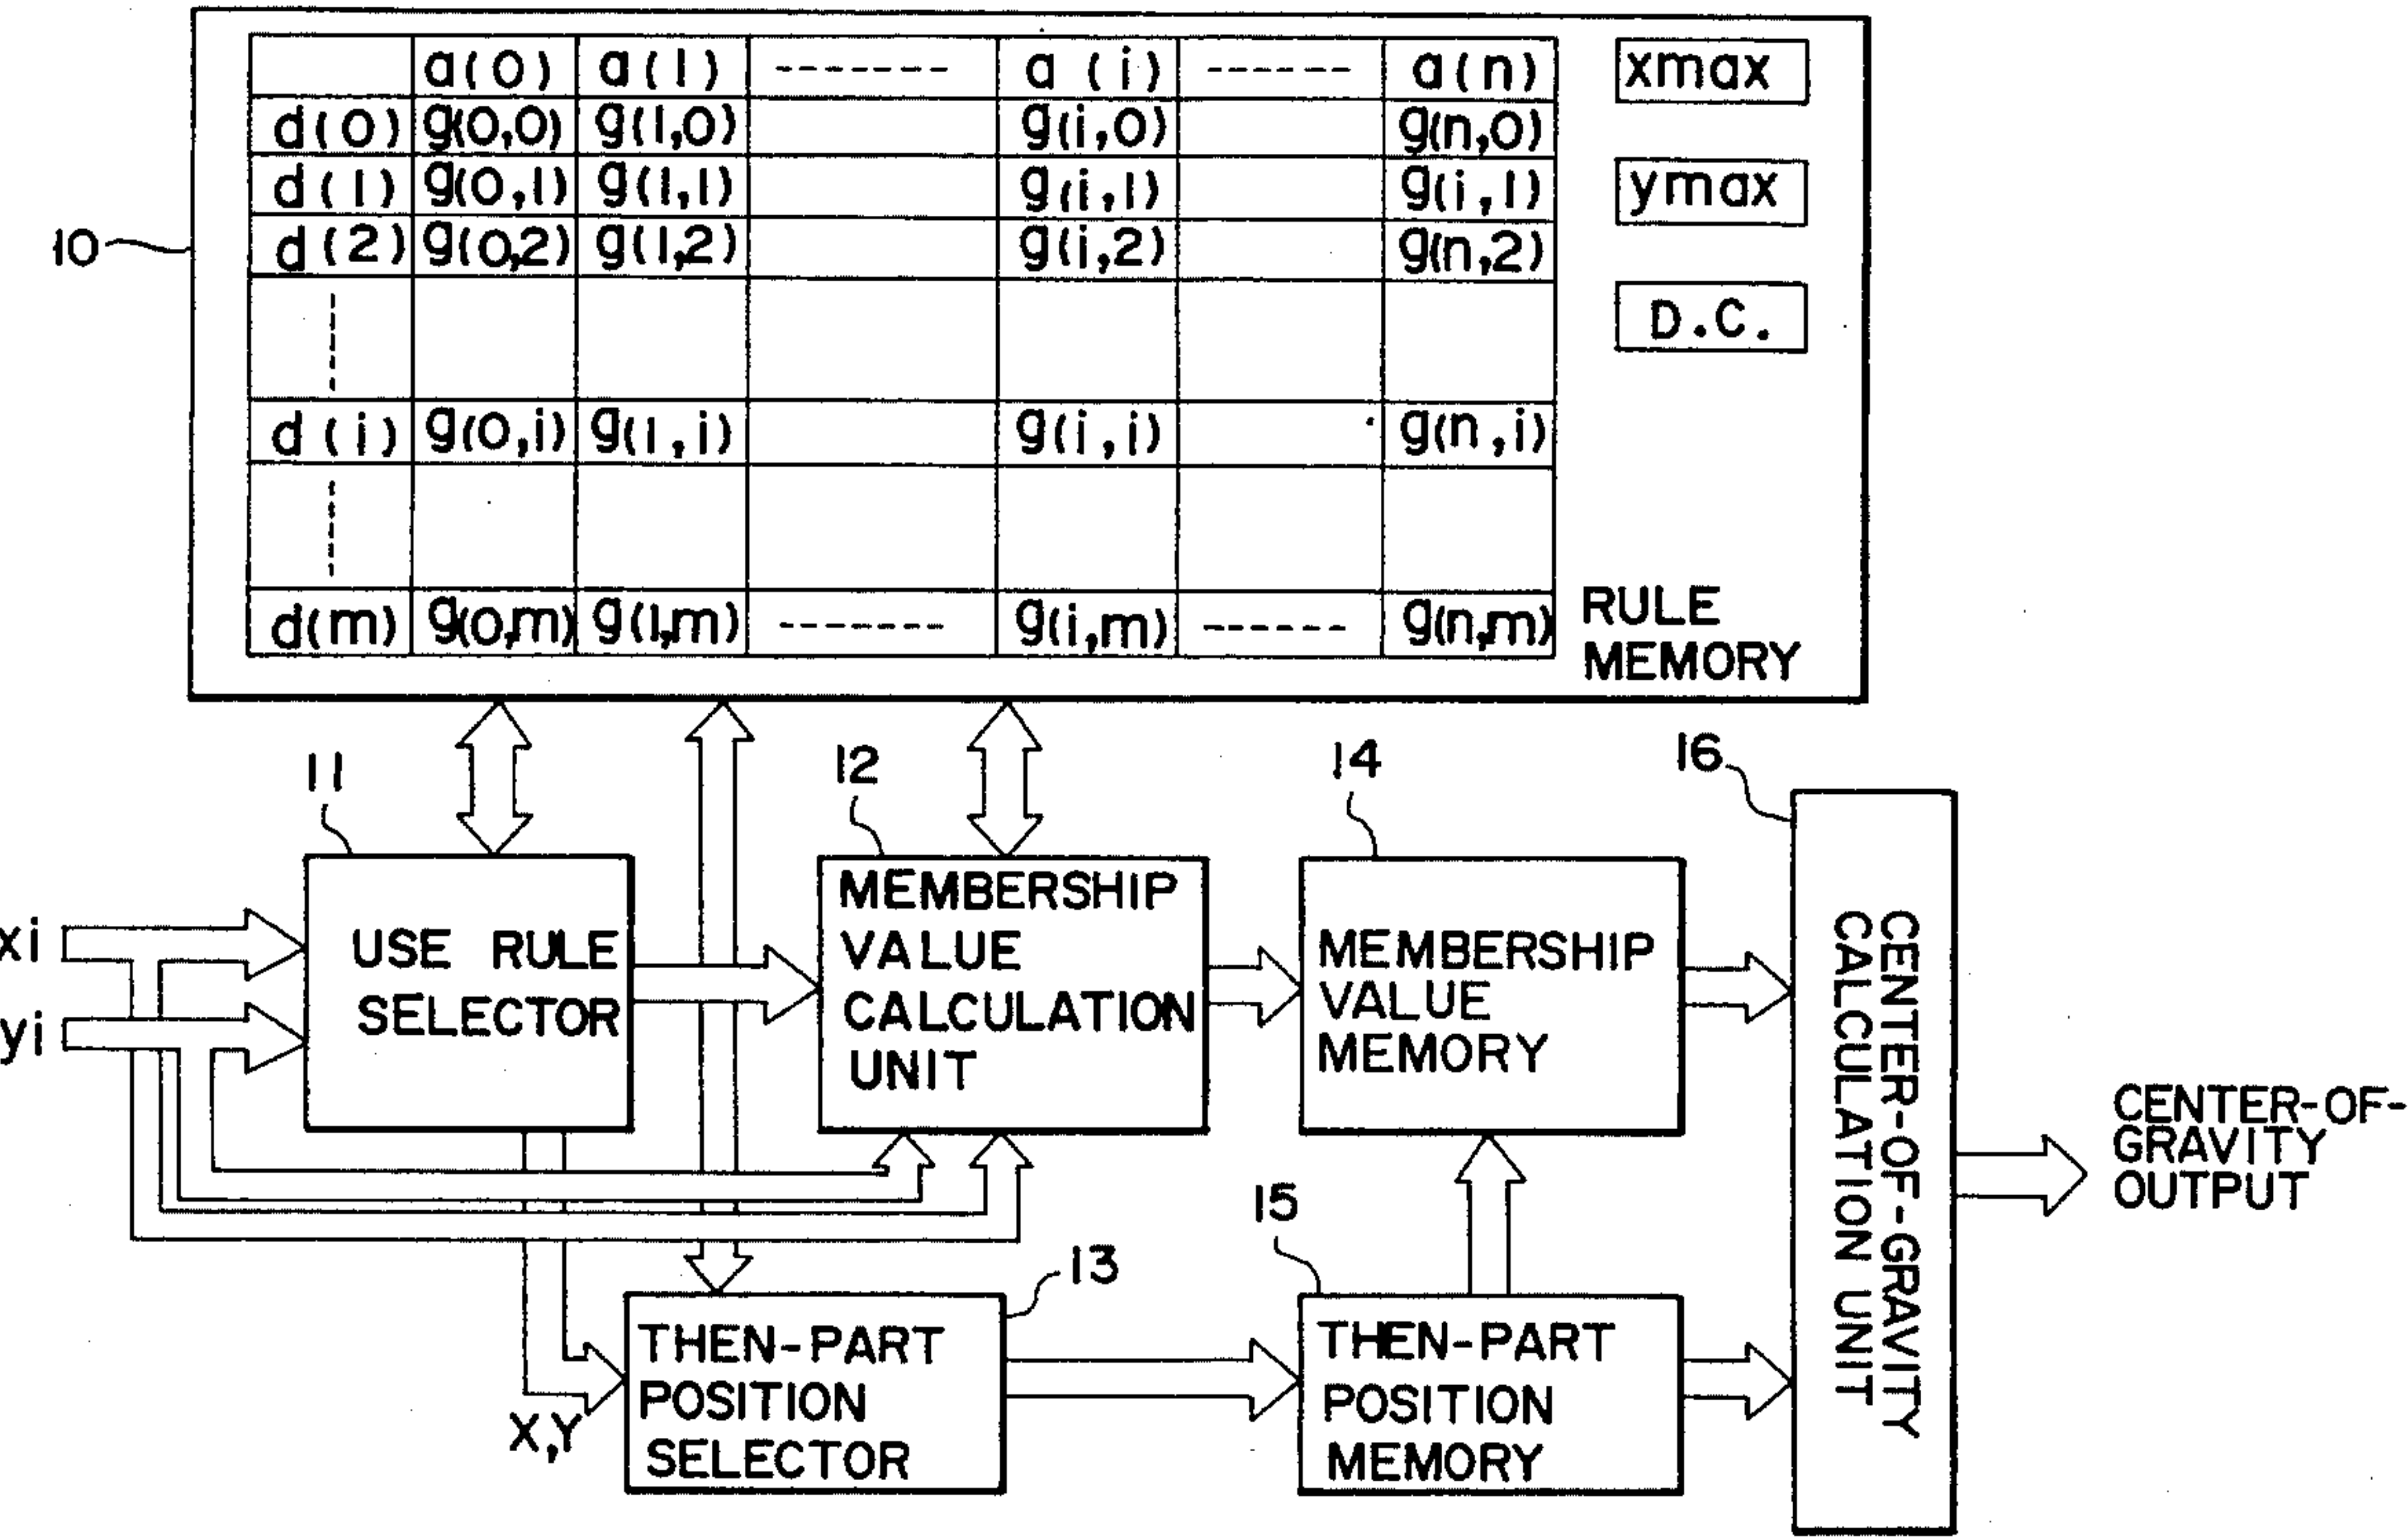 a(0) a(1) -------- a(i) ------ a(n)
d(0) g(0,0) g(1,0) g(i,0) g(n,0)
d(1) g(0,1) g(1,1) g(i,1) g(i,1)
d(2) g(0,2) g(1,2) g(i,2) g(n,2)
d(i) g(0,i) g(1,i) g(i,i) g(n,i)
d(m) g(0,m) g(1,m) ------- g(i,m) ------ g(n,m)
xmax
ymax
D.C.
RULE
MEMORY
10
11
12
14
16
xi
yi
USE RULE
SELECTOR
MEMBERSHIP
VALUE
CALCULATION
UNIT
MEMBERSHIP
VALUE
MEMORY
CENTER-OF-GRAVITY
CALCULATION UNIT
CENTER-OF-
GRAVITY
OUTPUT
13
15
X,Y
THEN-PART
POSITION
SELECTOR
THEN-PART
POSITION
MEMORY